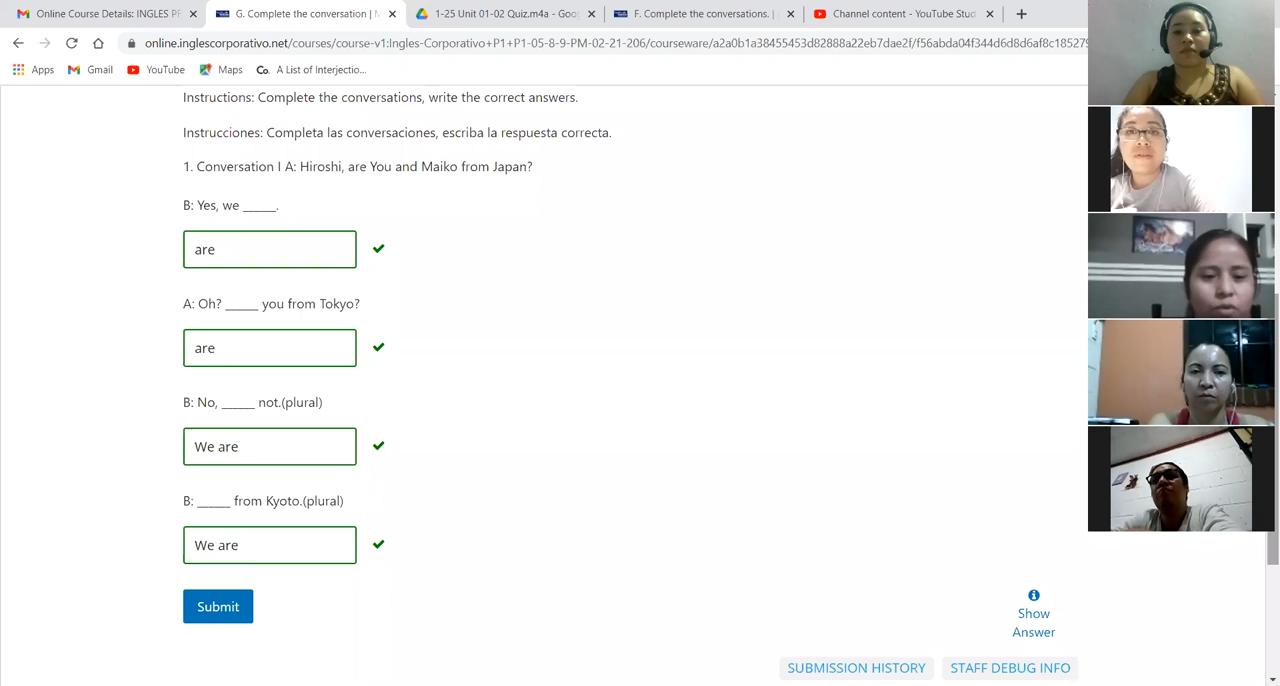 Online Course Details: INGLES PF
G. Complete the conversation | M
1-25 Unit 01-02 Quiz.m4a - Goog
F. Complete the conversations. |
Channel content - YouTube Stud
online.inglescorporativo.net/courses/course-v1:Ingles-Corporativo+P1+P1-05-8-9-PM-02-21-206/courseware/a2a0b1a38455453d82888a22eb7dae2f/f56abda04f344d6d8d6af8c185279
Apps
Gmail
YouTube
Maps
Co. A List of Interjectio...
Instructions: Complete the conversations, write the correct answers.
Instrucciones: Completa las conversaciones, escriba la respuesta correcta.
1. Conversation I A: Hiroshi, are You and Maiko from Japan?
B: Yes, we _____.
are
A: Oh? _____ you from Tokyo?
are
B: No, _____ not.(plural)
We are
B: _____ from Kyoto.(plural)
We are
Submit
Show
Answer
SUBMISSION HISTORY
STAFF DEBUG INFO